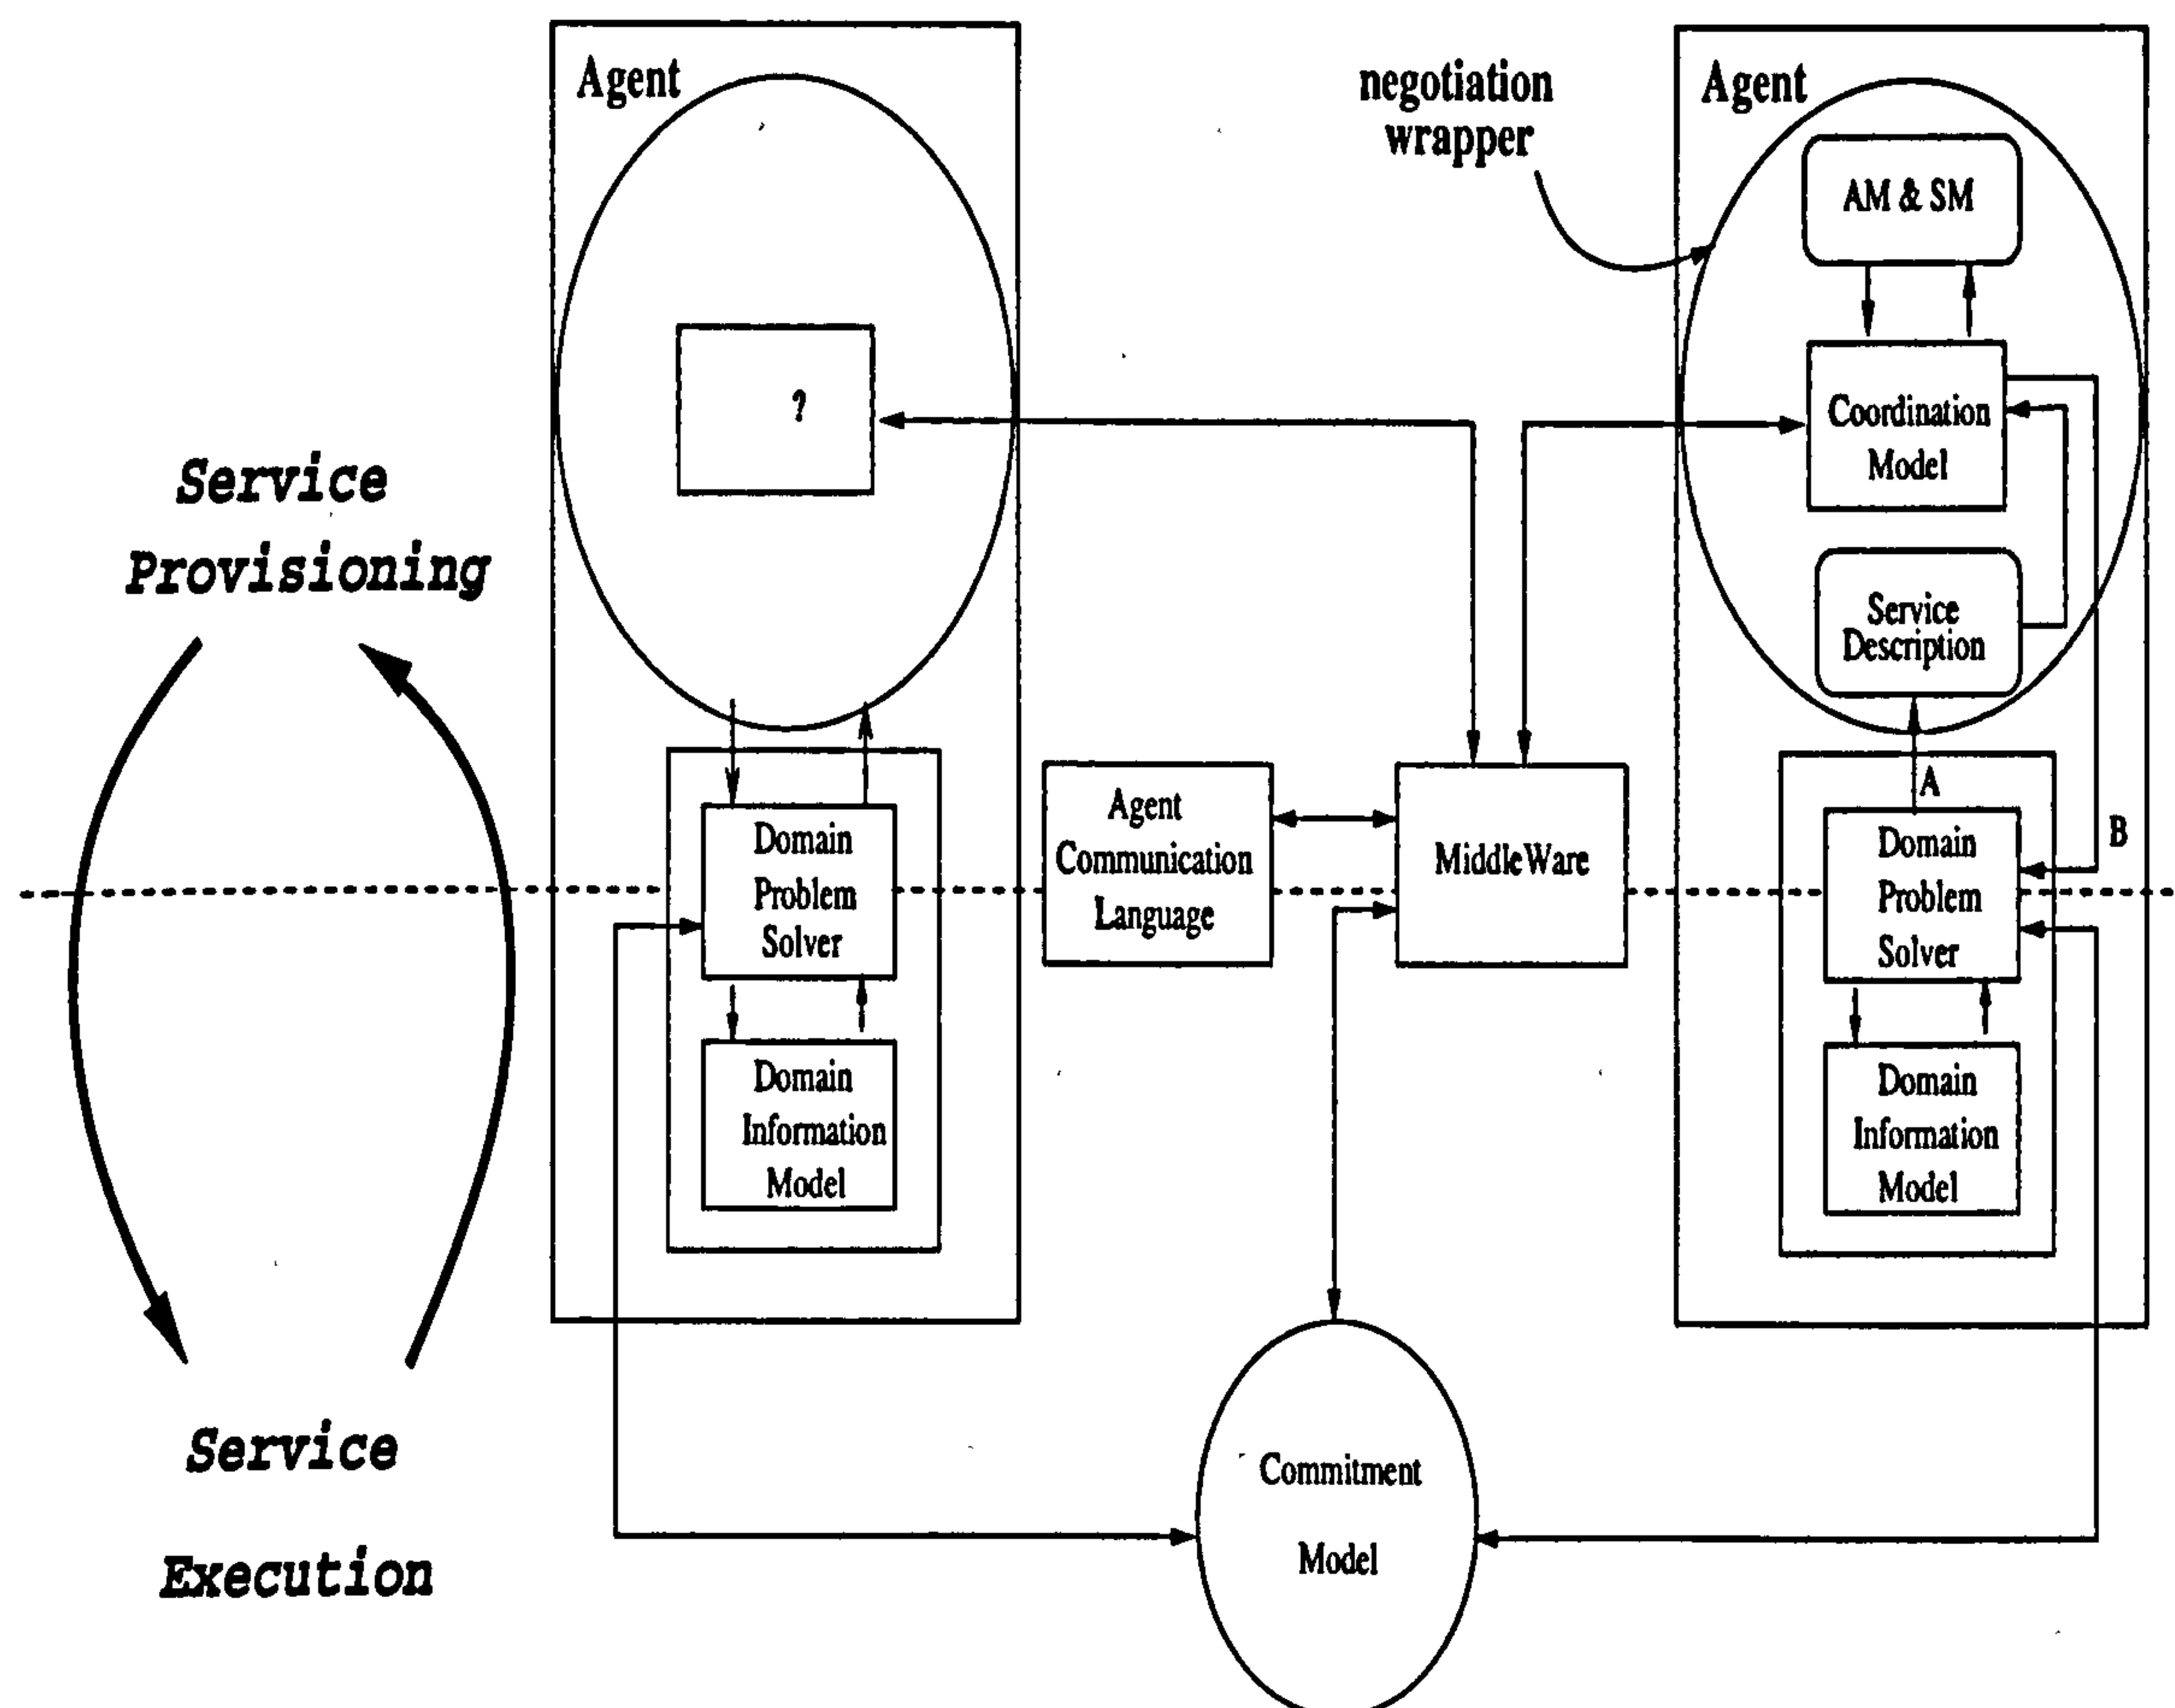 Agent
?
Domain
Problem
Solver
Domain
Information
Model
Service
Provisioning
Service
Execution
Agent
Communication
Language
MiddleWare
Commitment
Model
negotiation
wrapper
Agent
AM & SM
Coordination
Model
Service
Description
A
B
Domain
Problem
Solver
Domain
Information
Model